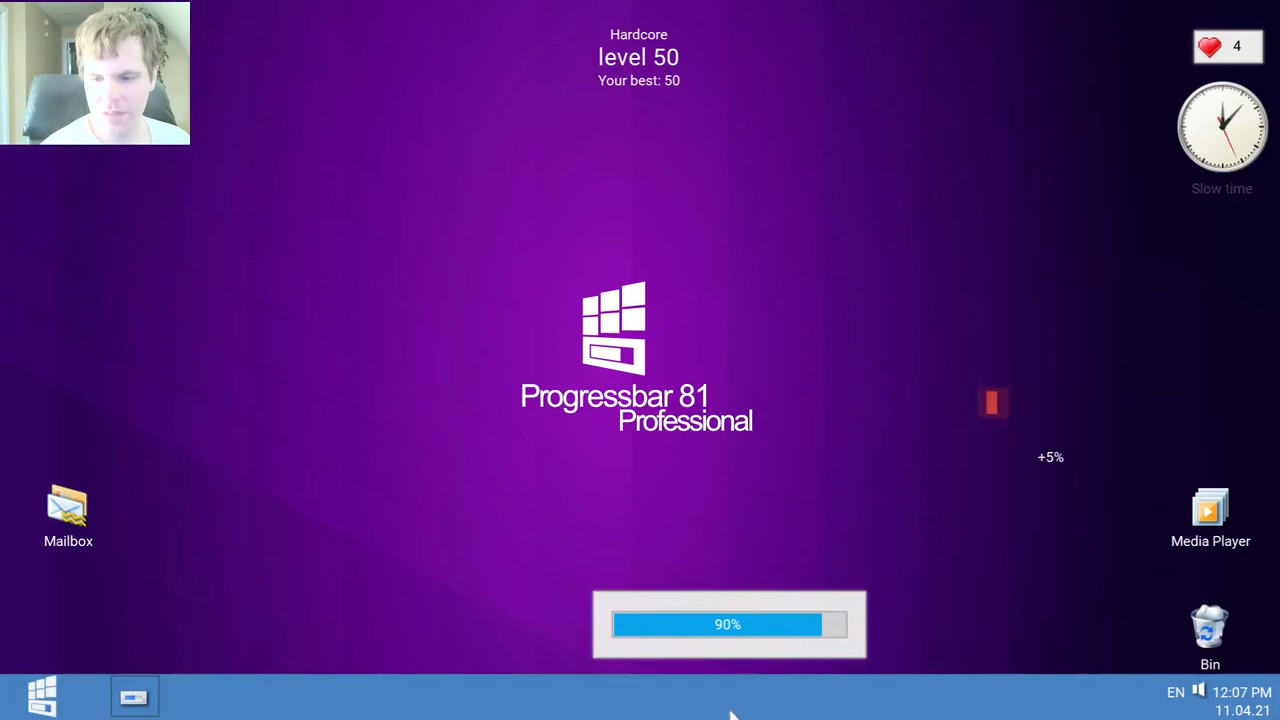 Hardcore
level 50
Your best: 50
4
Slow time
Progressbar 81
Professional
+5%
Mailbox
Media Player
90%
Bin
EN 12:07 PM
11.04.21